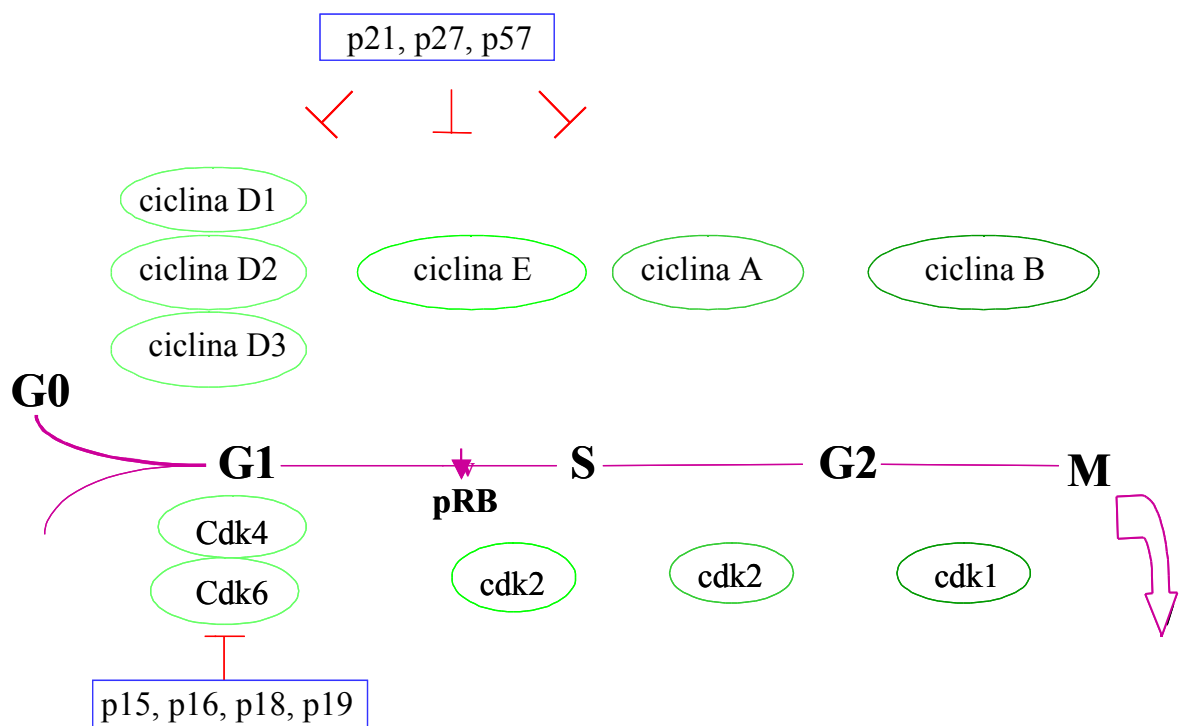 p21, p27, p57
ciclina D1
ciclina D2
ciclina E
ciclina A
ciclina B
ciclina D3
G0
G1
S
G2
M
pRB
Cdk4
Cdk6
cdk2
cdk2
cdk1
p15, p16, p18, p19